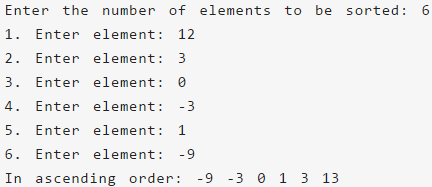 Enter the number of elements to be sorted: 6
1. Enter element: 12
2. Enter element: 3
3. Enter element: 0
4. Enter element: -3
5. Enter element: 1
6. Enter element: -9
In ascending order: -9 -3 0 1 3 13